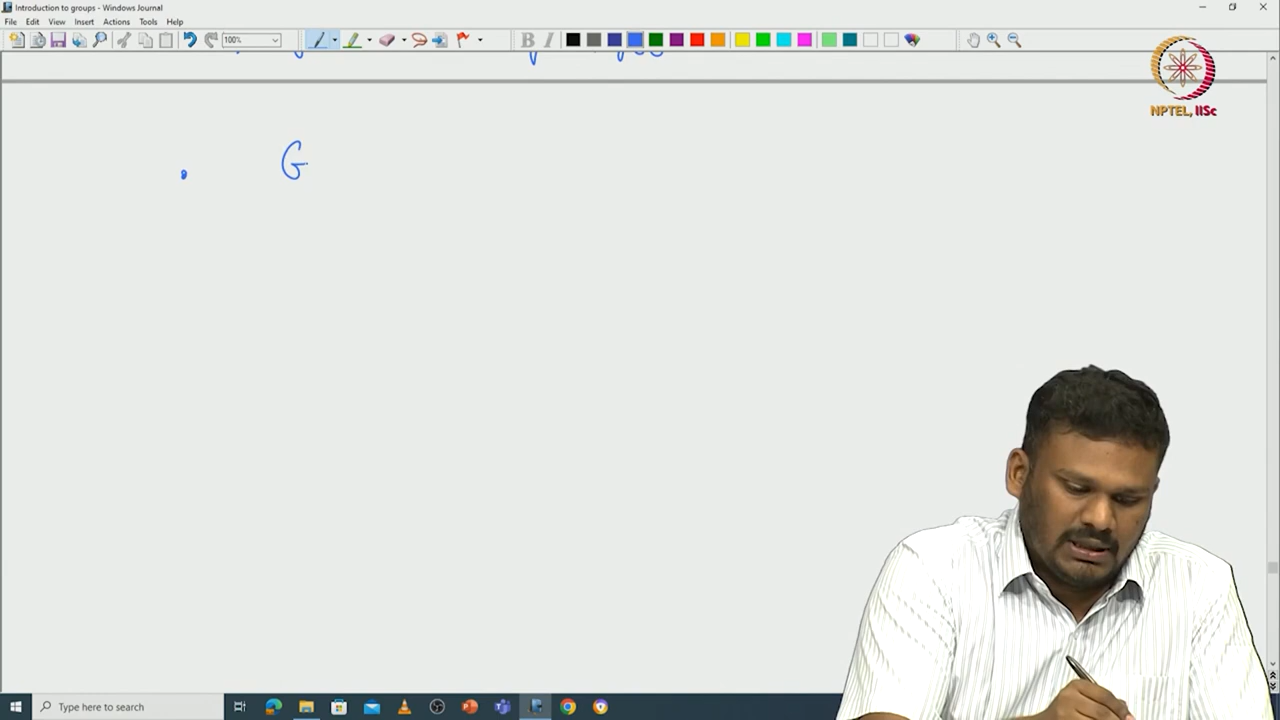 Introduction to groups - Windows Journal
File Edit View Insert Actions Tools Help
100%
B I
NPTEL, IISc
. G
Type here to search